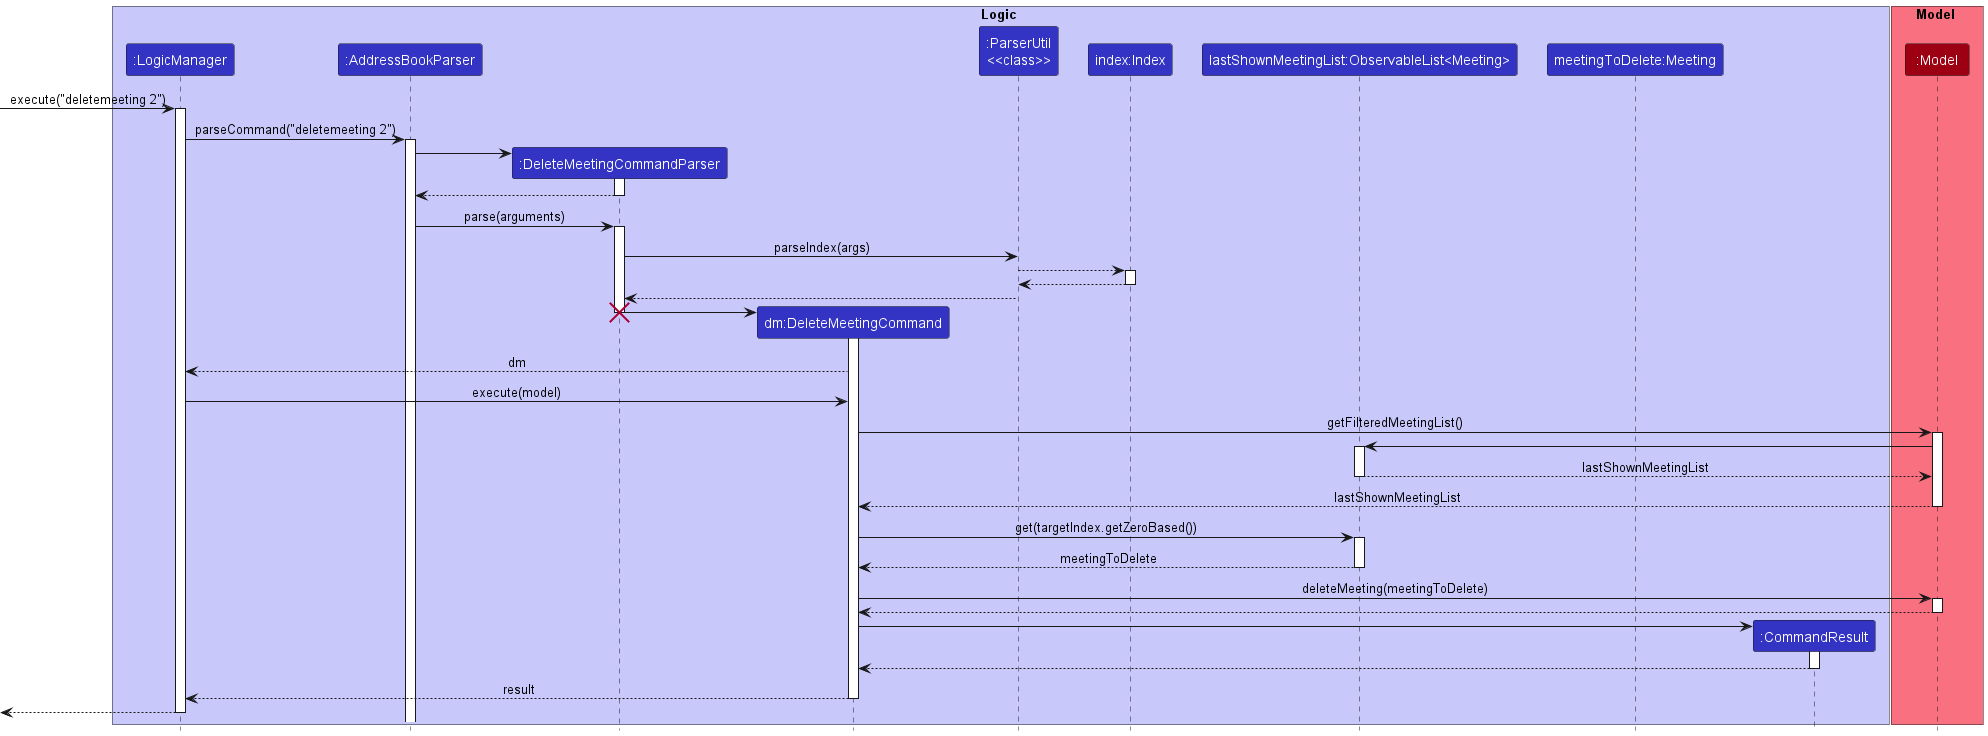 Logic
Model
:LogicManager
:AddressBookParser
:ParserUtil
<<class>>
index:Index
lastShownMeetingList:ObservableList<Meeting>
meetingToDelete:Meeting
:Model
execute("deletemeeting 2")
parseCommand("deletemeeting 2")
:DeleteMeetingCommandParser
parse(arguments)
parseIndex(args)
dm:DeleteMeetingCommand
dm
execute(model)
getFilteredMeetingList()
lastShownMeetingList
lastShownMeetingList
get(targetIndex.getZeroBased())
meetingToDelete
deleteMeeting(meetingToDelete)
:CommandResult
result